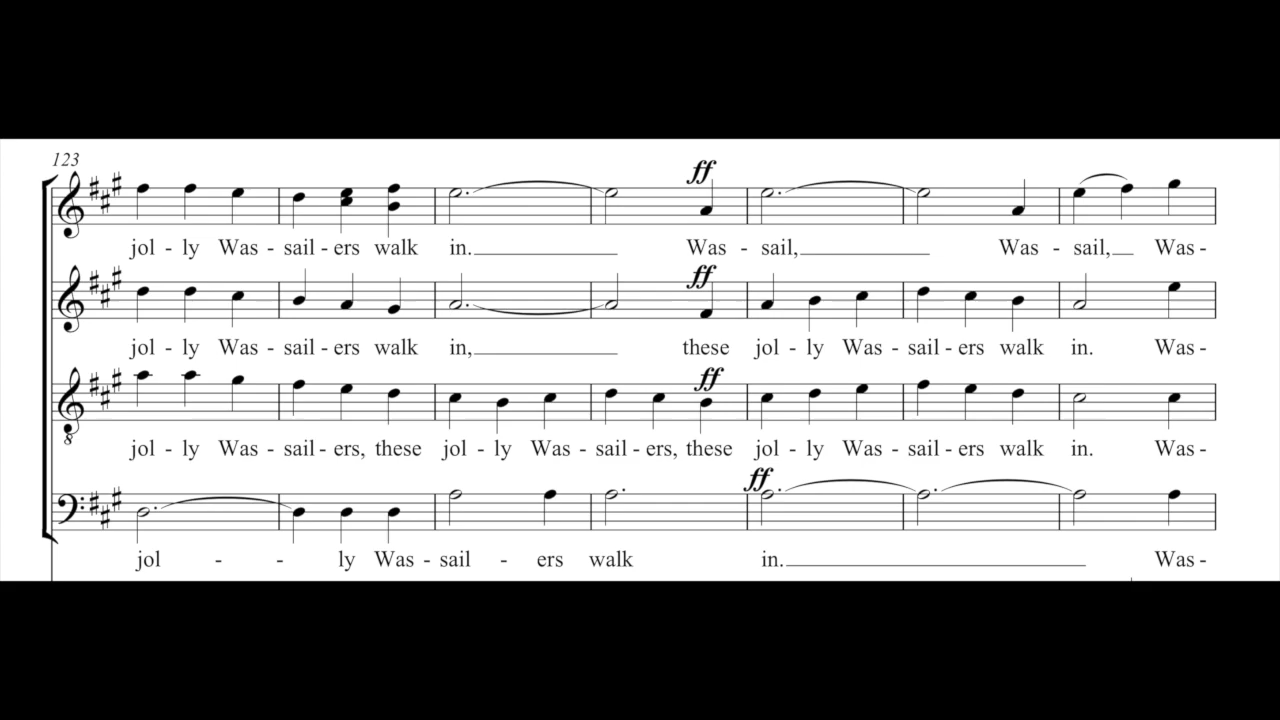 123
ff
jol - ly Was - sail - ers walk in. Was - sail, Was - sail, Was -
ff
jol - ly Was - sail - ers walk in, these jol - ly Was - sail - ers walk in. Was -
ff
jol - ly Was - sail - ers, these jol - ly Was - sail - ers, these jol - ly Was - sail - ers walk in. Was -
8
ff
jol - - ly Was - sail - ers walk in. Was -